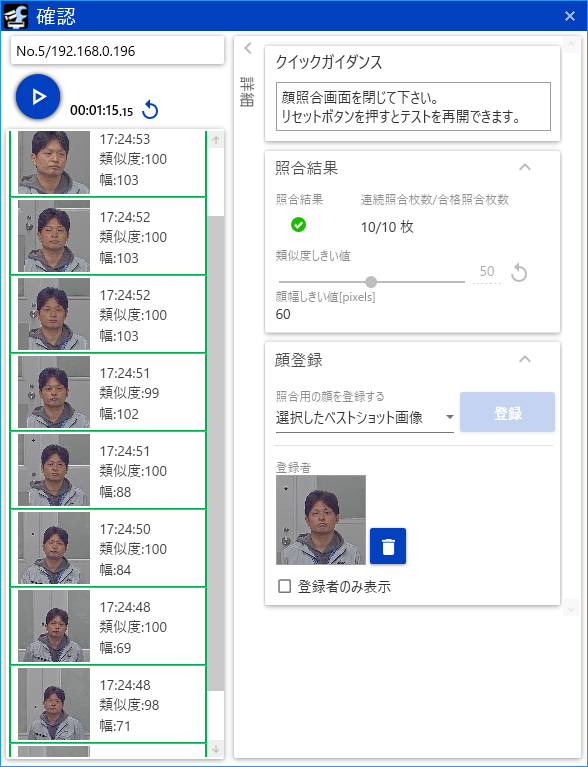 確認
No.5/192.168.0.196
00:01:15.15
17:24:53
類似度:100
幅:103
17:24:52
類似度:100
幅:103
17:24:52
類似度:100
幅:103
17:24:51
類似度:99
幅:102
17:24:51
類似度:100
幅:88
17:24:50
類似度:100
幅:84
17:24:48
類似度:100
幅:69
17:24:48
類似度:98
幅:71
詳細
クイックガイダンス
顔照合画面を閉じて下さい。
リセットボタンを押すとテストを再開できます。
照合結果
照合結果 連続照合枚数/合格照合枚数
10/10 枚
類似度しきい値
50
顔幅しきい値[pixels]
60
顔登録
照合用の顔を登録する
選択したベストショット画像
登録
登録者
登録者のみ表示